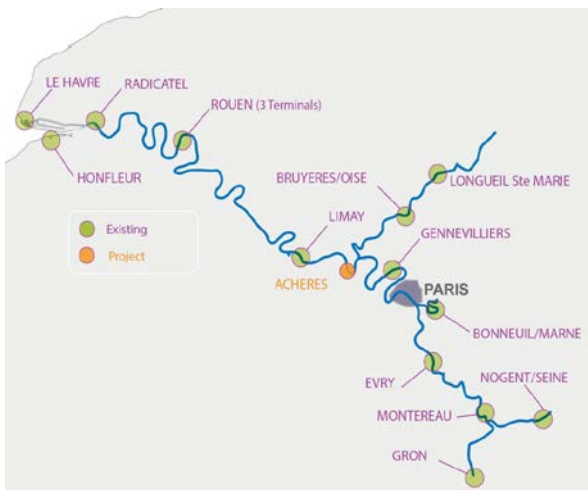 LE HAVRE
RADICATEL
ROUEN (3 Terminals)
HONFLEUR
BRUYERES/OISE
LONGUEIL Ste MARIE
LIMAY
GENNEVILLIERS
Existing
Project
ACHERES
PARIS
BONNEUIL/MARNE
EVRY
NOGENT/SEINE
MONTEREAU
GRON